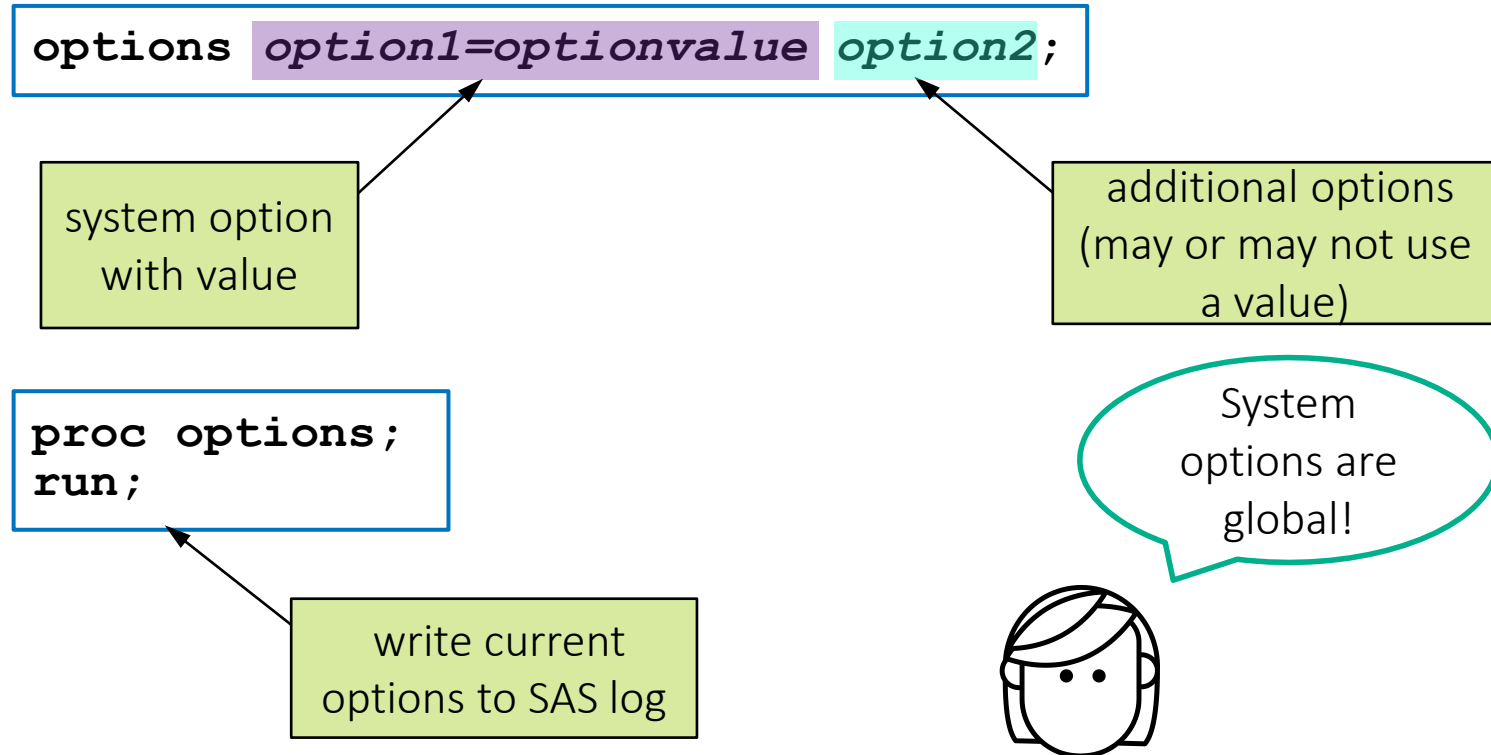 options option1=optionvalue option2;
system option
with value
additional options
(may or may not use
a value)
proc options;
run;
System
options are
global!
write current
options to SAS log